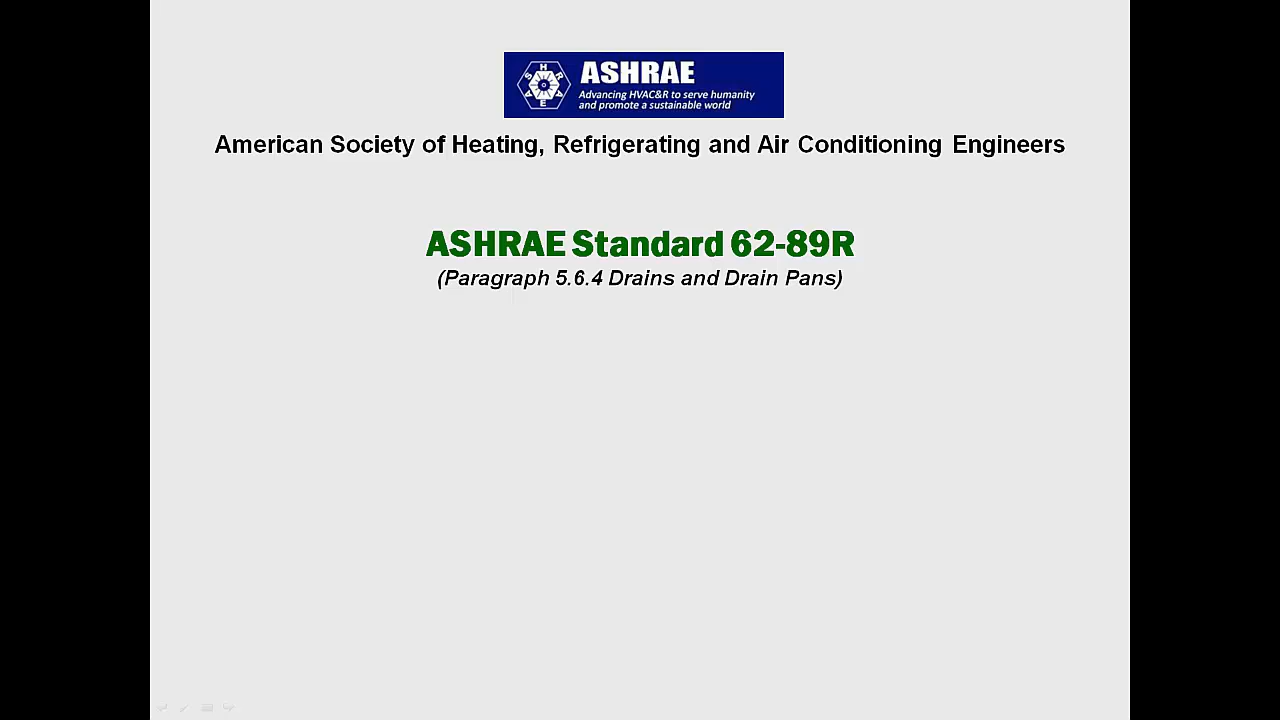 ASHRAE
ASHRAE
Advancing HVAC&R to serve humanity
and promote a sustainable world
American Society of Heating, Refrigerating and Air Conditioning Engineers
ASHRAE Standard 62-89R
(Paragraph 5.6.4 Drains and Drain Pans)